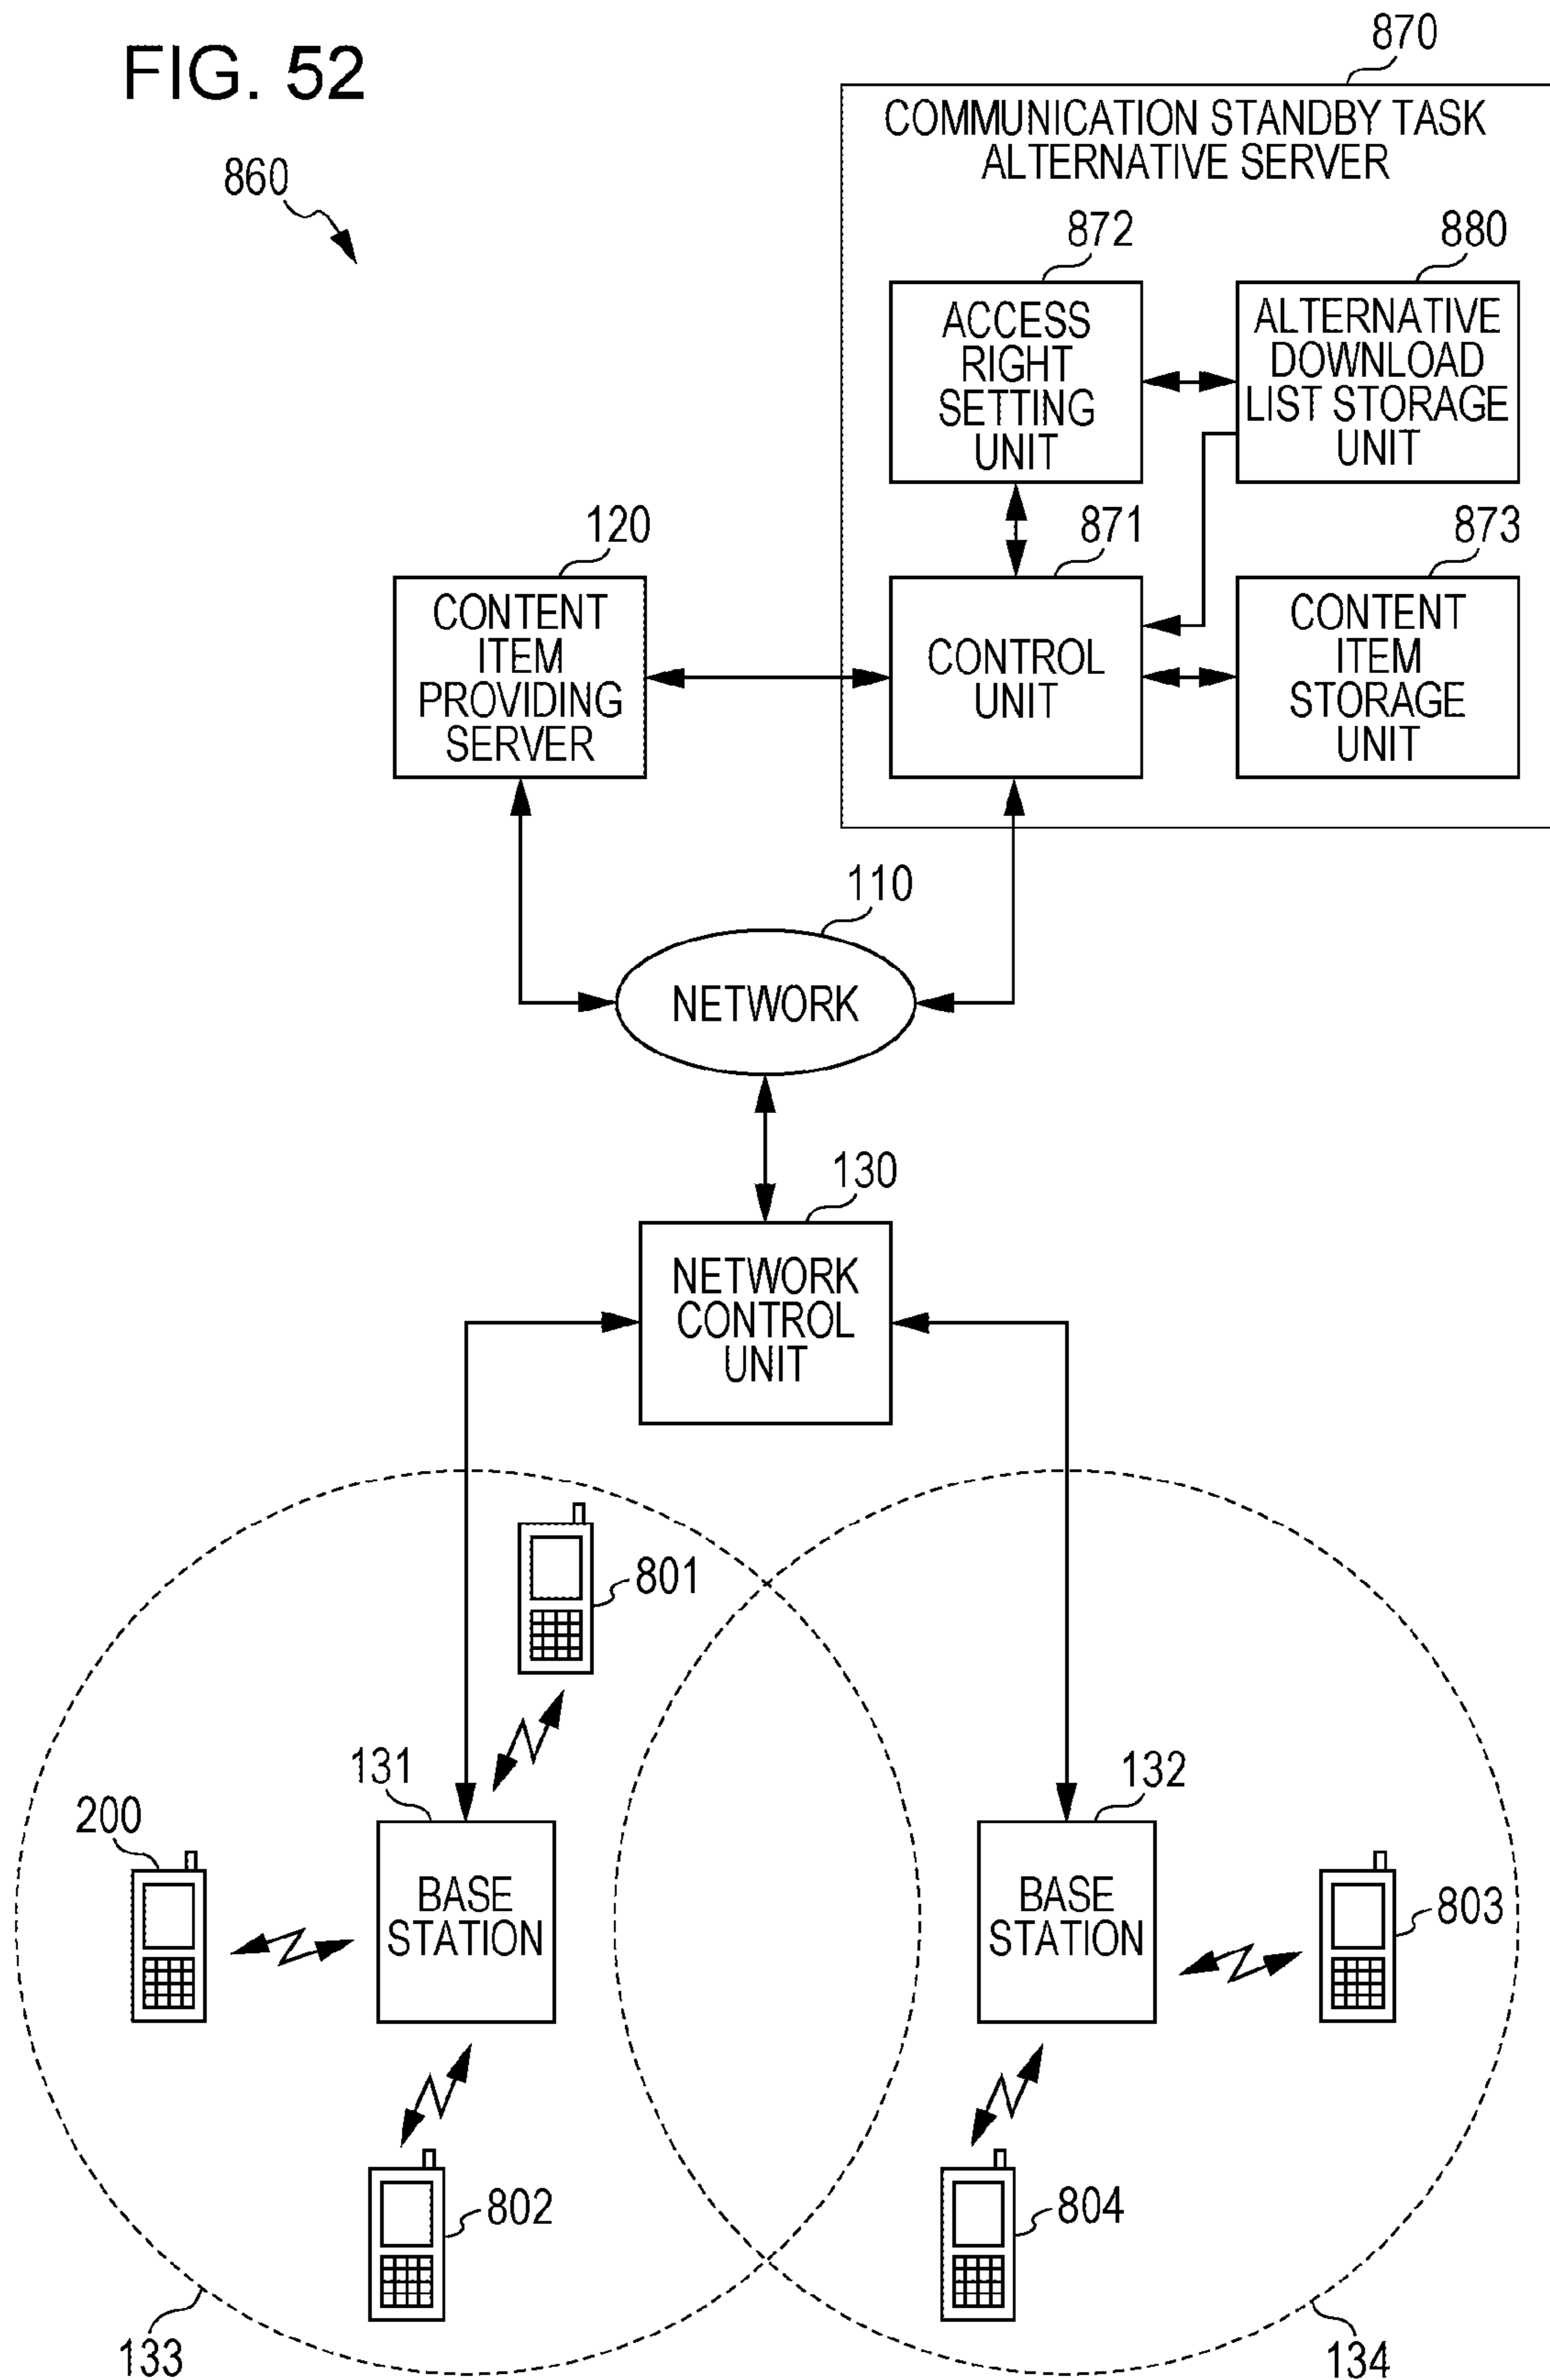 FIG. 52
860
870
COMMUNICATION STANDBY TASK
ALTERNATIVE SERVER
872
ACCESS
RIGHT
SETTING
UNIT
880
ALTERNATIVE
DOWNLOAD
LIST STORAGE
UNIT
120
CONTENT
ITEM
PROVIDING
SERVER
871
CONTROL
UNIT
873
CONTENT
ITEM
STORAGE
UNIT
110
NETWORK
130
NETWORK
CONTROL
UNIT
801
131
BASE
STATION
200
802
133
132
BASE
STATION
803
804
134